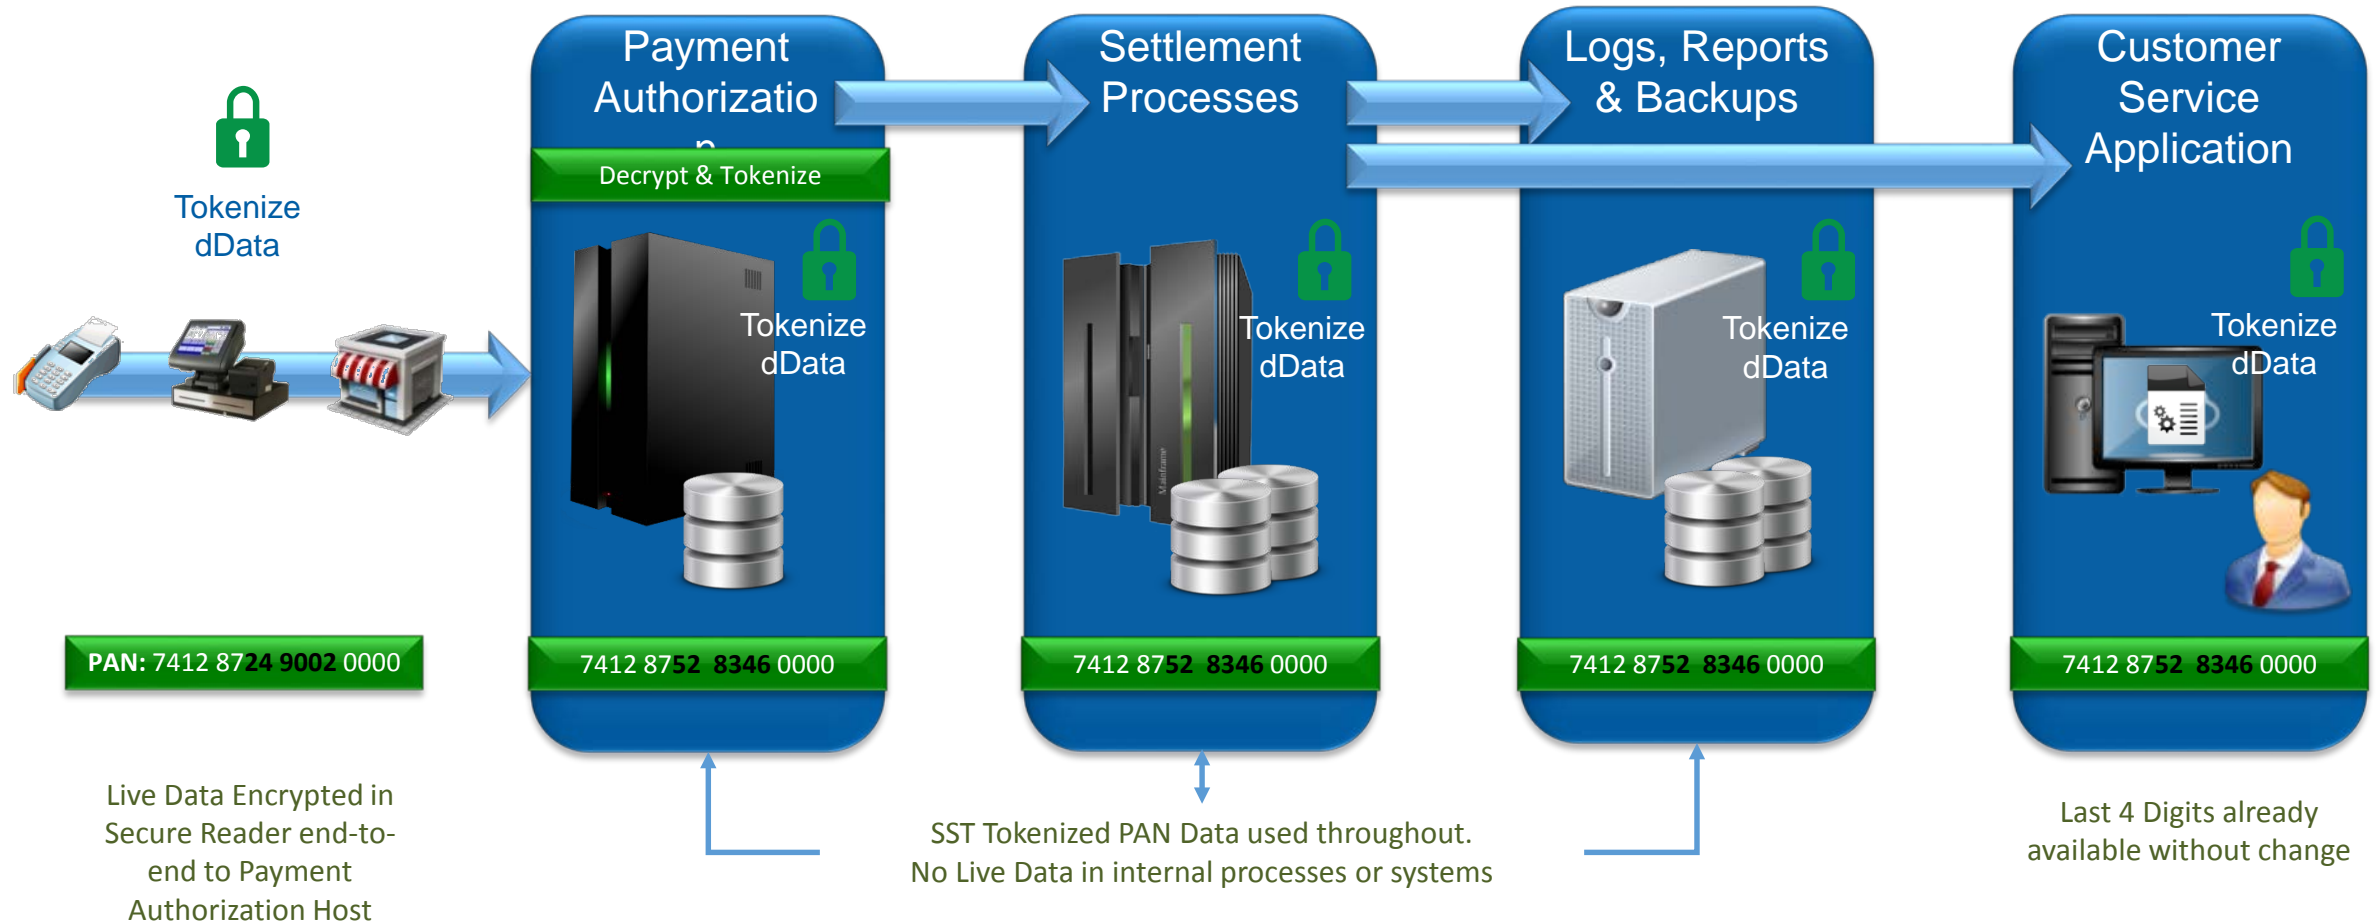 Tokenize
dData
PAN: 7412 8724 9002 0000
Live Data Encrypted in
Secure Reader end-to-
end to Payment
Authorization Host
Payment
Authorizatio
n
Decrypt & Tokenize
Tokenize
dData
7412 8752 8346 0000
Settlement
Processes
Mainframe
Tokenize
dData
7412 8752 8346 0000
Logs, Reports
& Backups
Tokenize
dData
7412 8752 8346 0000
Customer
Service
Application
Tokenize
dData
7412 8752 8346 0000
SST Tokenized PAN Data used throughout.
No Live Data in internal processes or systems
Last 4 Digits already
available without change